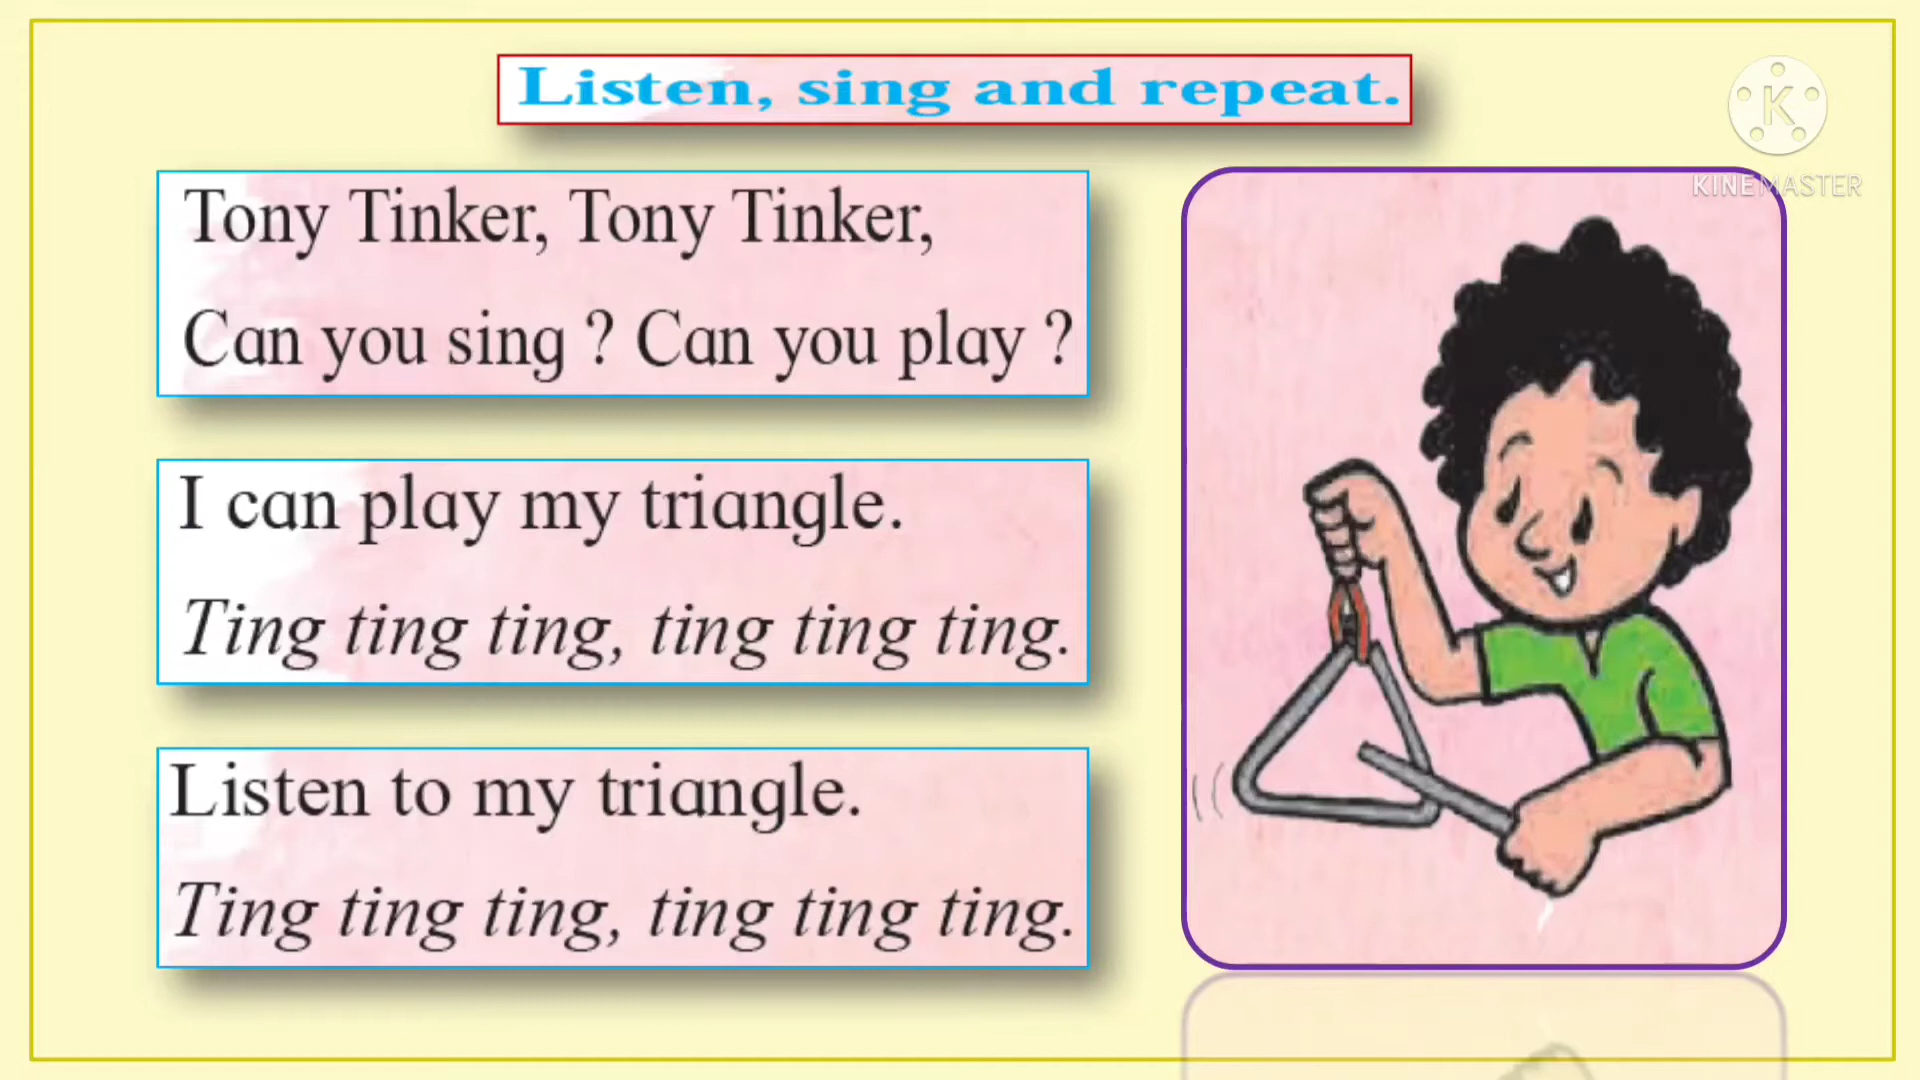 Listen, sing and repeat.
K
KINEMASTER
Tony Tinker, Tony Tinker,
Can you sing ? Can you play ?
I can play my triangle.
Ting ting ting, ting ting ting.
Listen to my triangle.
Ting ting ting, ting ting ting.